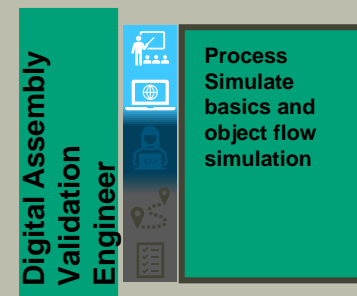 Digital Assembly
Validation
Engineer
Process
Simulate
basics and
object flow
simulation